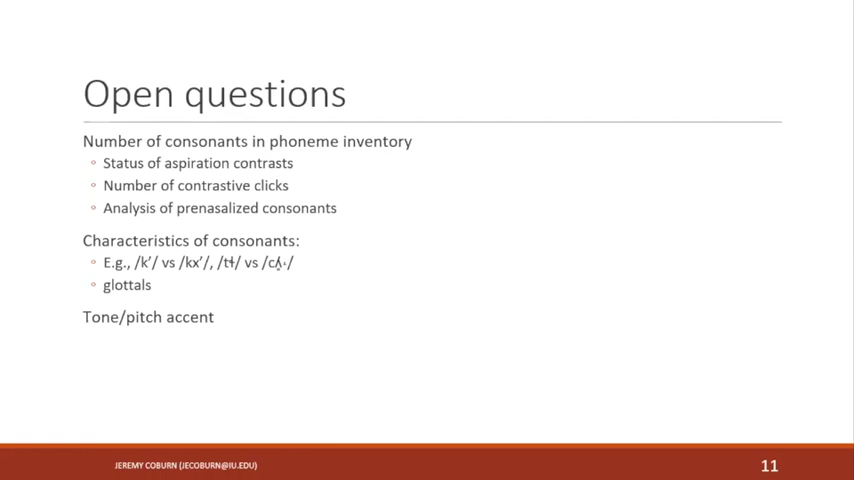 Open questions
Number of consonants in phoneme inventory
◦ Status of aspiration contrasts
◦ Number of contrastive clicks
◦ Analysis of prenasalized consonants
Characteristics of consonants:
◦ E.g., /k’/ vs /kx’/, /tɬ/ vs
◦ glottals
Tone/pitch accent
JEREMY COBURN (JECOBURN@IU.EDU)
11